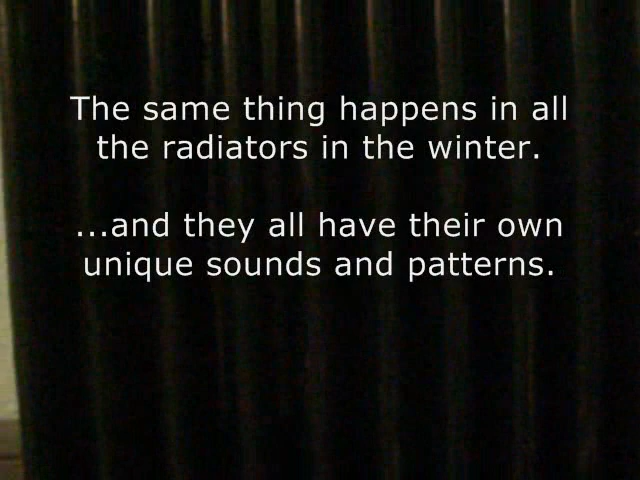 The same thing happens in all
the radiators in the winter.
...and they all have their own
unique sounds and patterns.